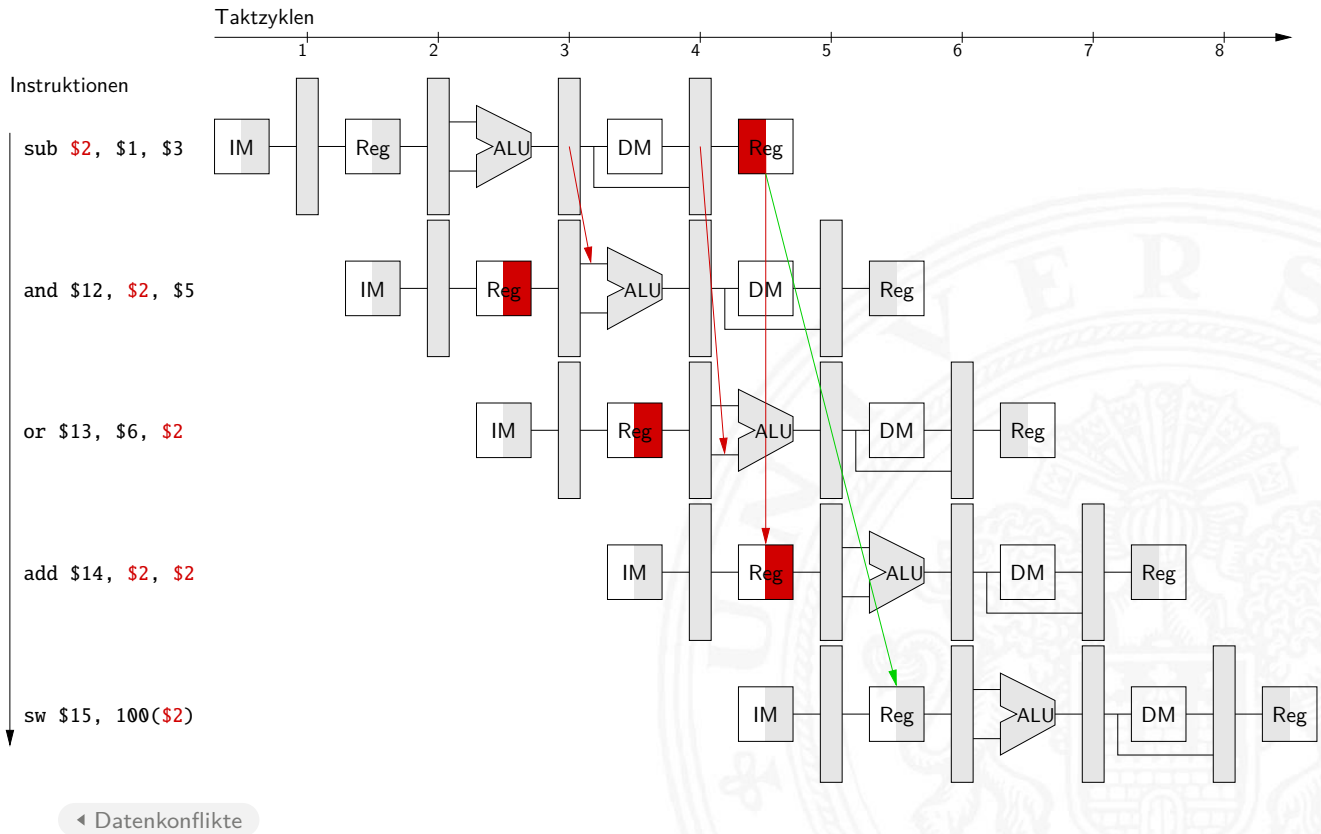 Taktzyklen
1 2 3 4 5 6 7 8
Instruktionen
sub $2, $1, $3 IM Reg ALU DM Reg
and $12, $2, $5 IM Reg ALU DM Reg
or $13, $6, $2 IM Reg ALU DM Reg
add $14, $2, $2 IM Reg ALU DM Reg
sw $15, 100($2) IM Reg ALU DM Reg
Datenkonflikte
UNIVERS